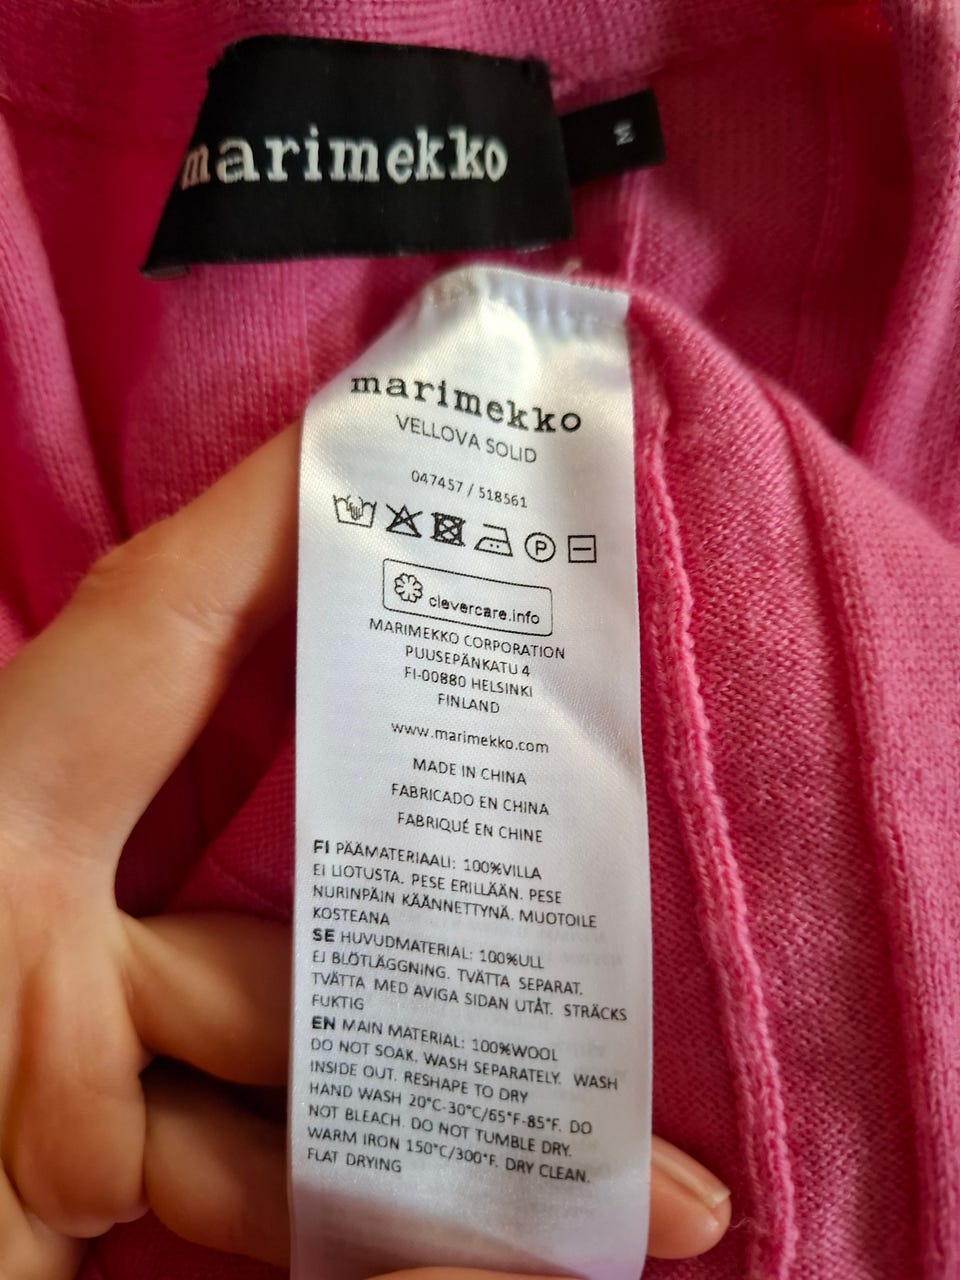 marimekko
M
marimekko
VELLOVA SOLID
047457 / 518561
P
clevercare.info
MARIMEKKO CORPORATION
PUUSEPÄNKATU 4
FI-00880 HELSINKI
FINLAND
www.marimekko.com
MADE IN CHINA
FABRICADO EN CHINA
FABRIQUÉ EN CHINE
FI PÄÄMATERIAALI: 100%VILLA
EI LIOTUSTA. PESE ERILLÄÄN. PESE
NURINPÄIN KÄÄNNETTYNÄ. MUOTOILE
KOSTEANA
SE HUVUDMATERIAL: 100%ULL
EJ BLÖTLÄGGNING. TVÄTTA SEPARAT.
TVÄTTA MED AVIGA SIDAN UTÅT. STRÄCKS
FUKTIG
EN MAIN MATERIAL: 100%WOOL
DO NOT SOAK. WASH SEPARATELY. WASH
INSIDE OUT. RESHAPE TO DRY
HAND WASH 20°C-30°C/65°F-85°F. DO
NOT BLEACH. DO NOT TUMBLE DRY.
WARM IRON 150°C/300°F. DRY CLEAN.
FLAT DRYING